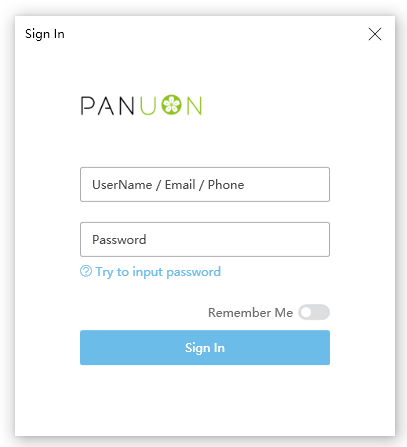 Sign In
PANUON
UserName / Email / Phone
Password
Try to input password
Remember Me
Sign In